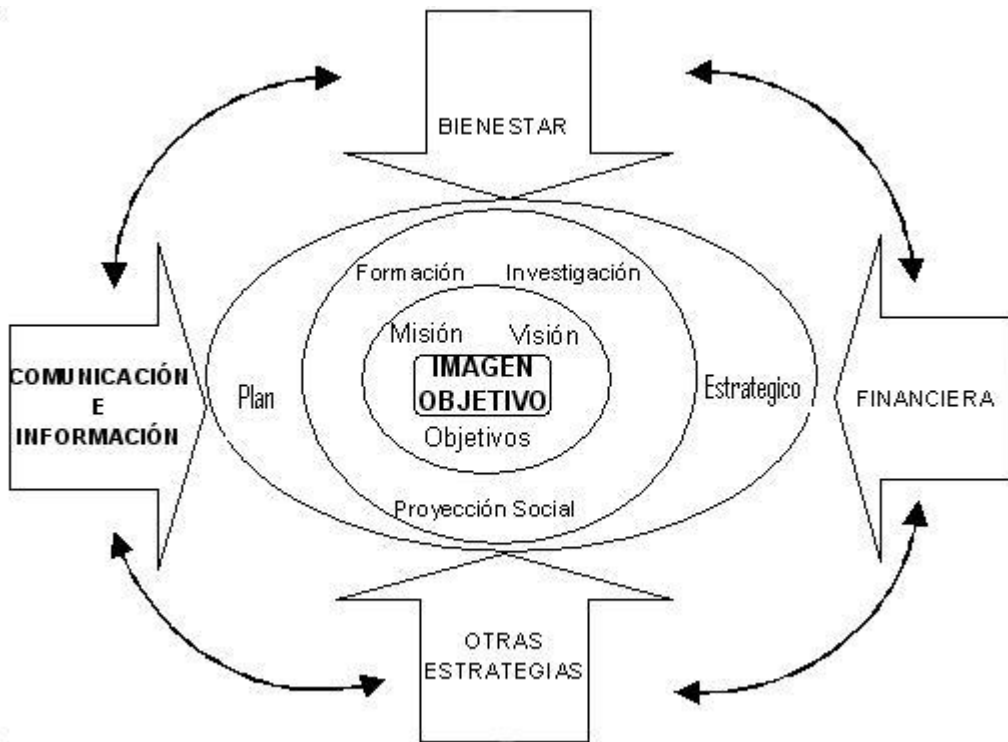 BIENESTAR
Formación Investigación
Misión Visión
IMAGEN
OBJETIVO
Objetivos
Proyección Social
Plan Estrategico
COMUNICACIÓN
E
INFORMACIÓN
FINANCIERA
OTRAS
ESTRATEGIAS